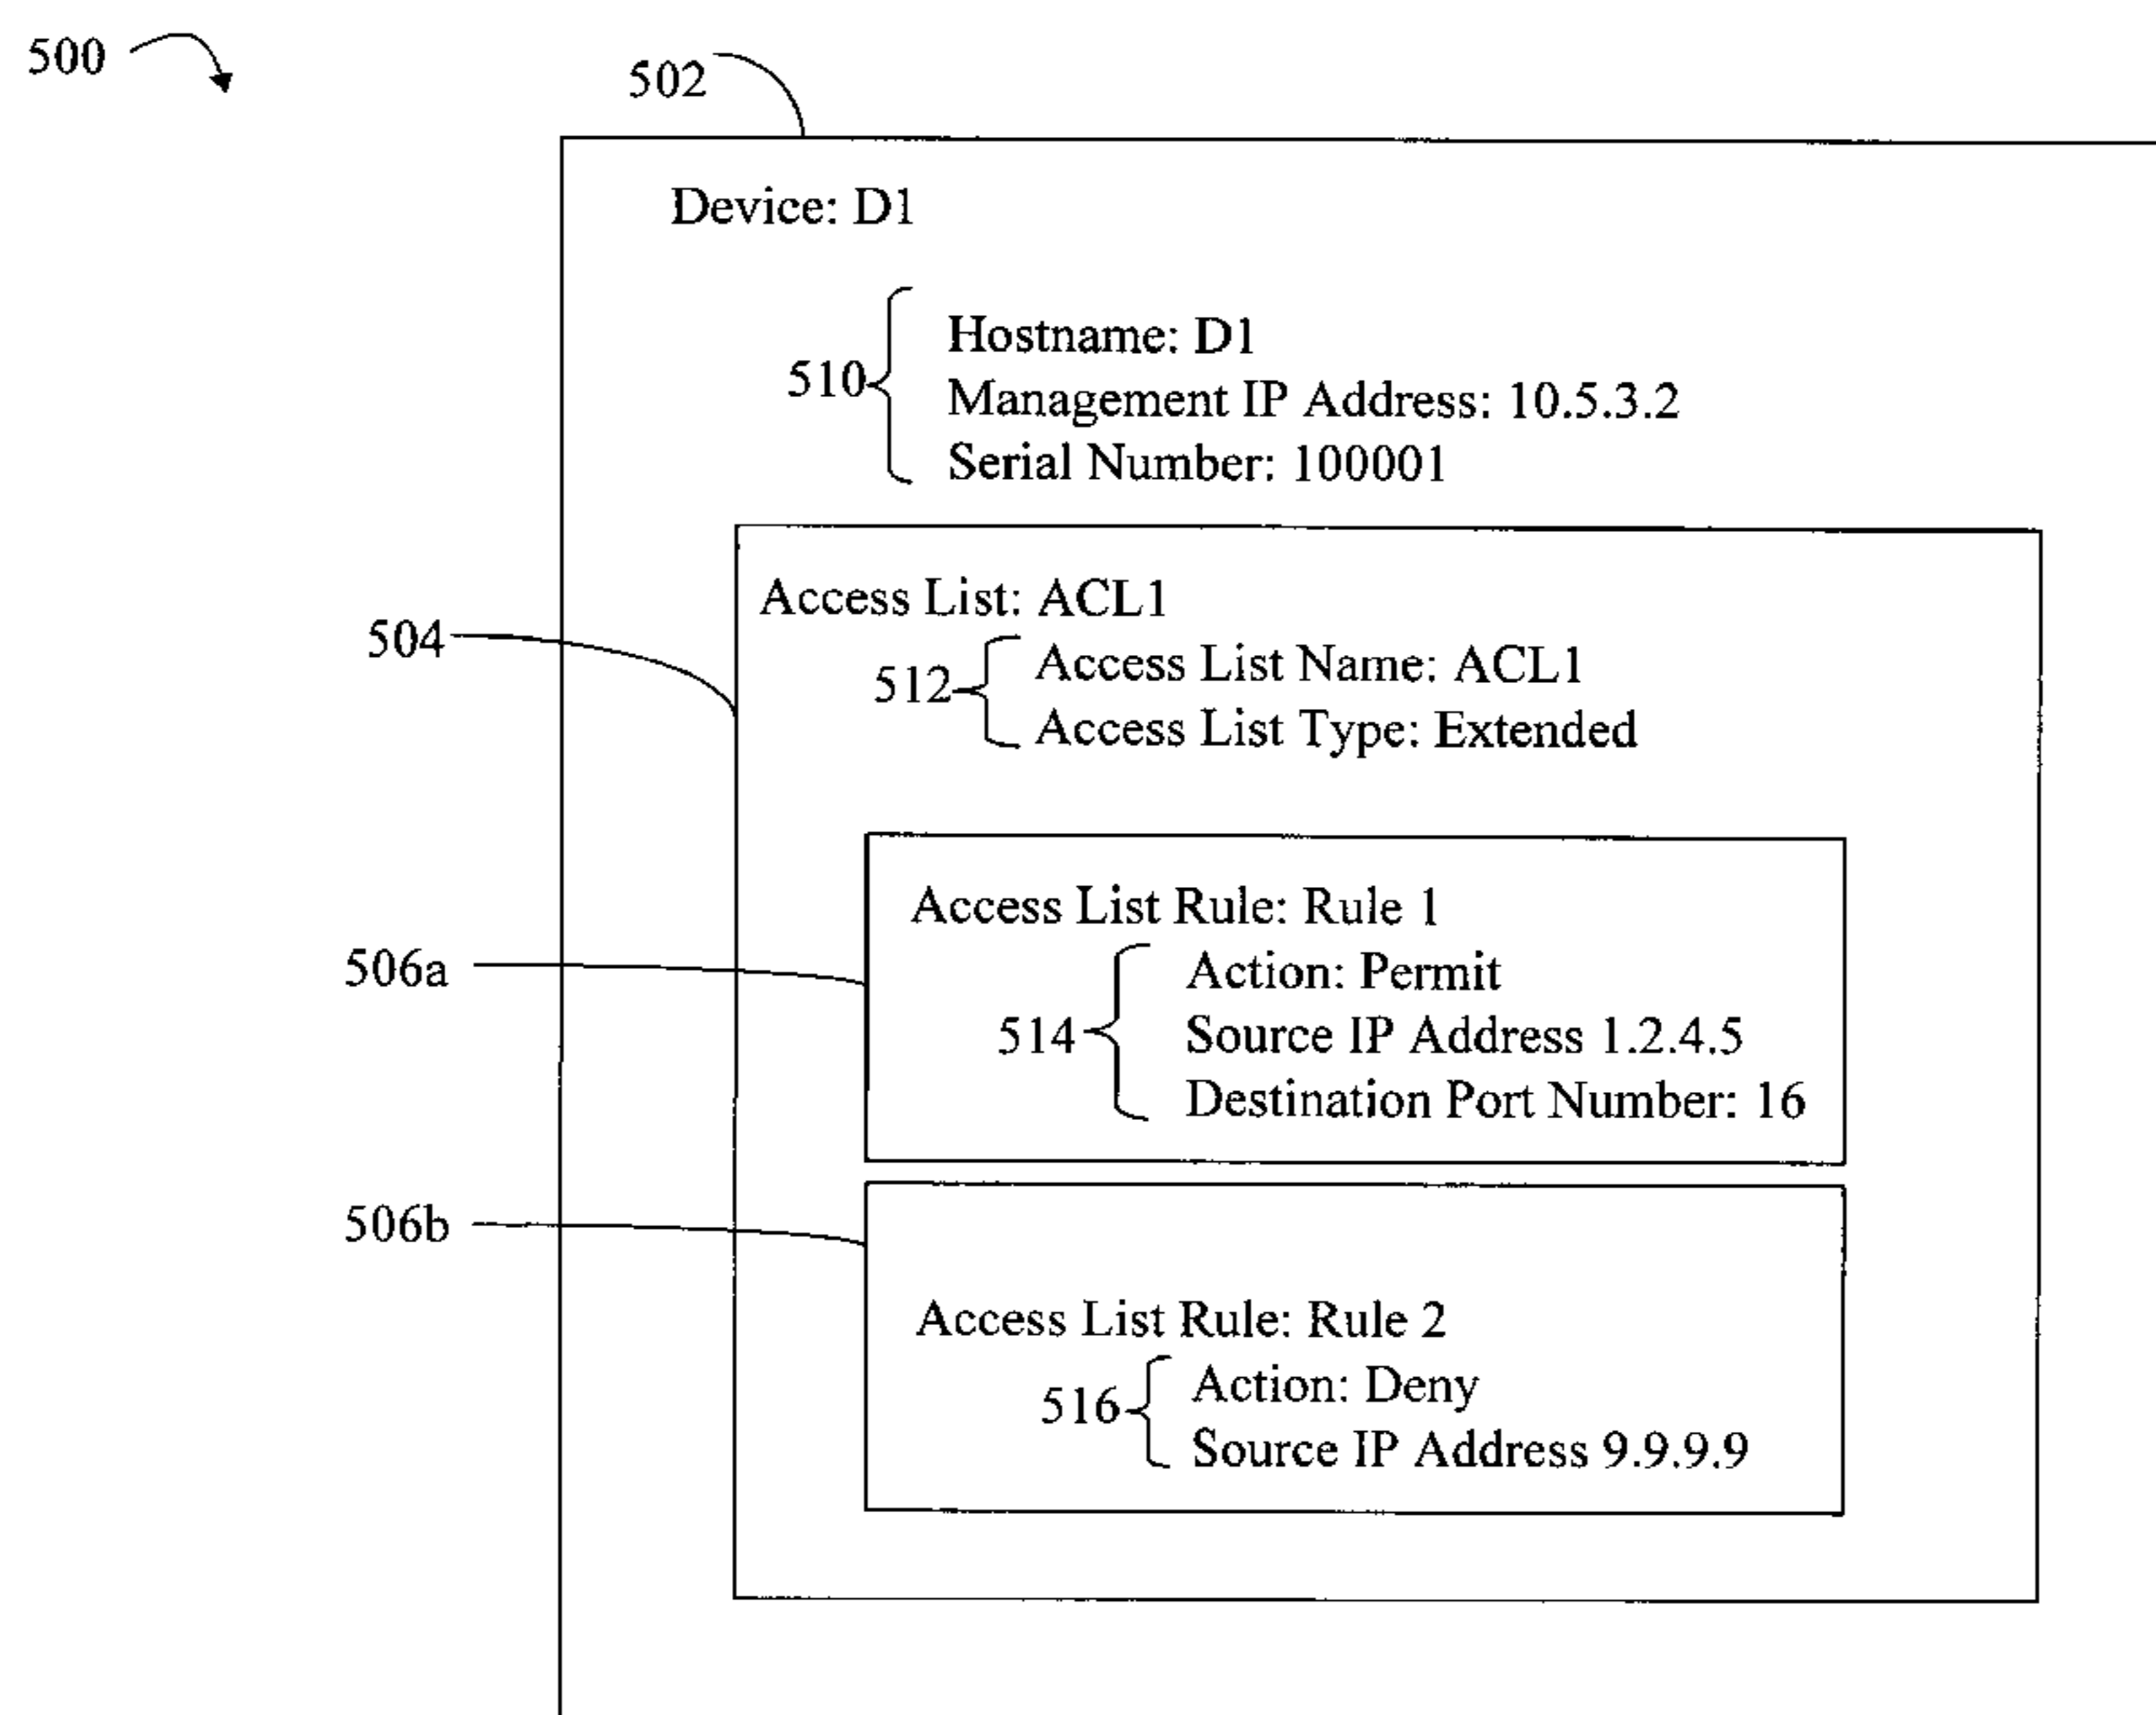 500
502
Device: D1
510
Hostname: D1
Management IP Address: 10.5.3.2
Serial Number: 100001
504
Access List: ACL1
512
Access List Name: ACL1
Access List Type: Extended
506a
Access List Rule: Rule 1
514
Action: Permit
Source IP Address 1.2.4.5
Destination Port Number: 16
506b
Access List Rule: Rule 2
516
Action: Deny
Source IP Address 9.9.9.9